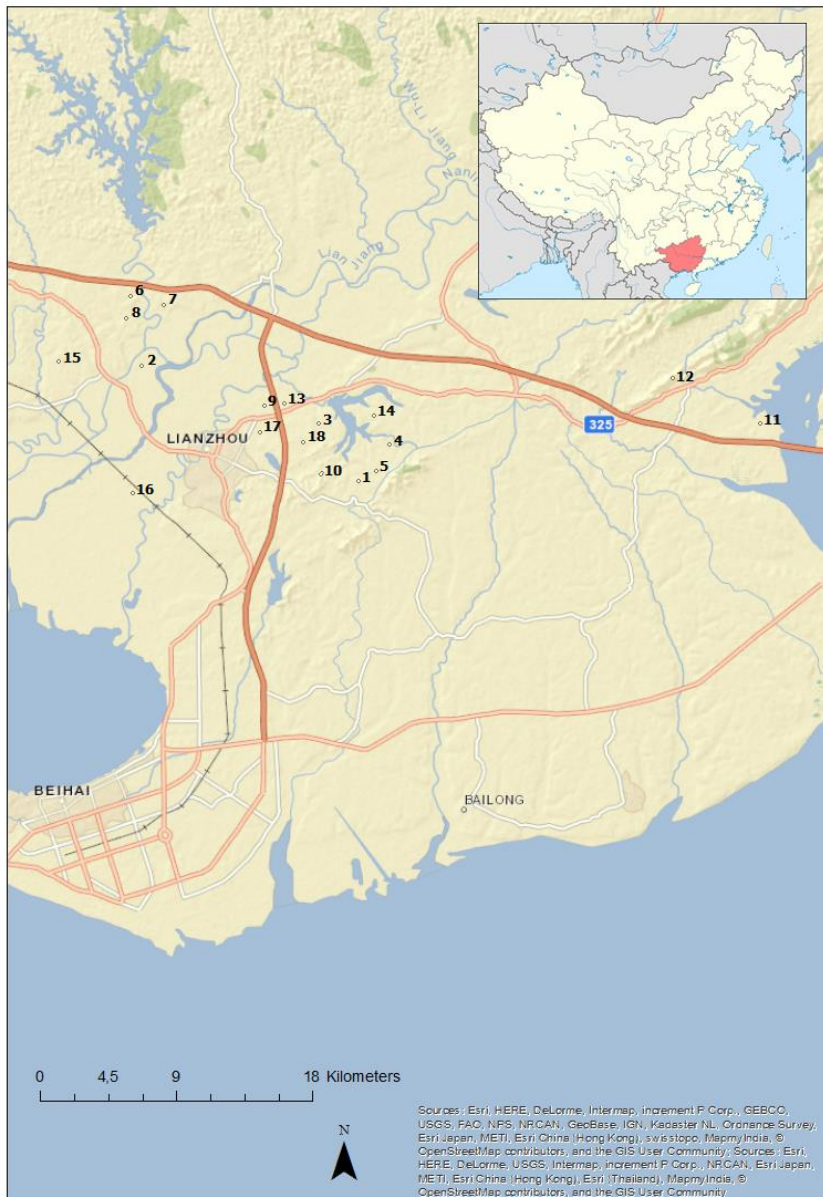 Wu-Li Jiang
Nanli
Lian Jiang
6
7
8
15
2
12
9
13
3
14
11
325
LIANZHOU
17
18
4
10
5
1
16
BEIHAI
BAILONG
0 4,5 9 18 Kilometers
N
Sources: Esri, HERE, DeLorme, Intermap, increment P Corp., GEBCO,
USGS, FAO, NPS, NRCAN, GeoBase, IGN, Kadaster NL, Ordnance Survey,
Esri Japan, METI, Esri China (Hong Kong), swisstopo, MapmyIndia, ©
OpenStreetMap contributors, and the GIS User Community; Sources: Esri,
HERE, DeLorme, USGS, Intermap, increment P Corp., NRCAN, Esri Japan,
METI, Esri China (Hong Kong), Esri (Thailand), MapmyIndia, ©
OpenStreetMap contributors, and the GIS User Community